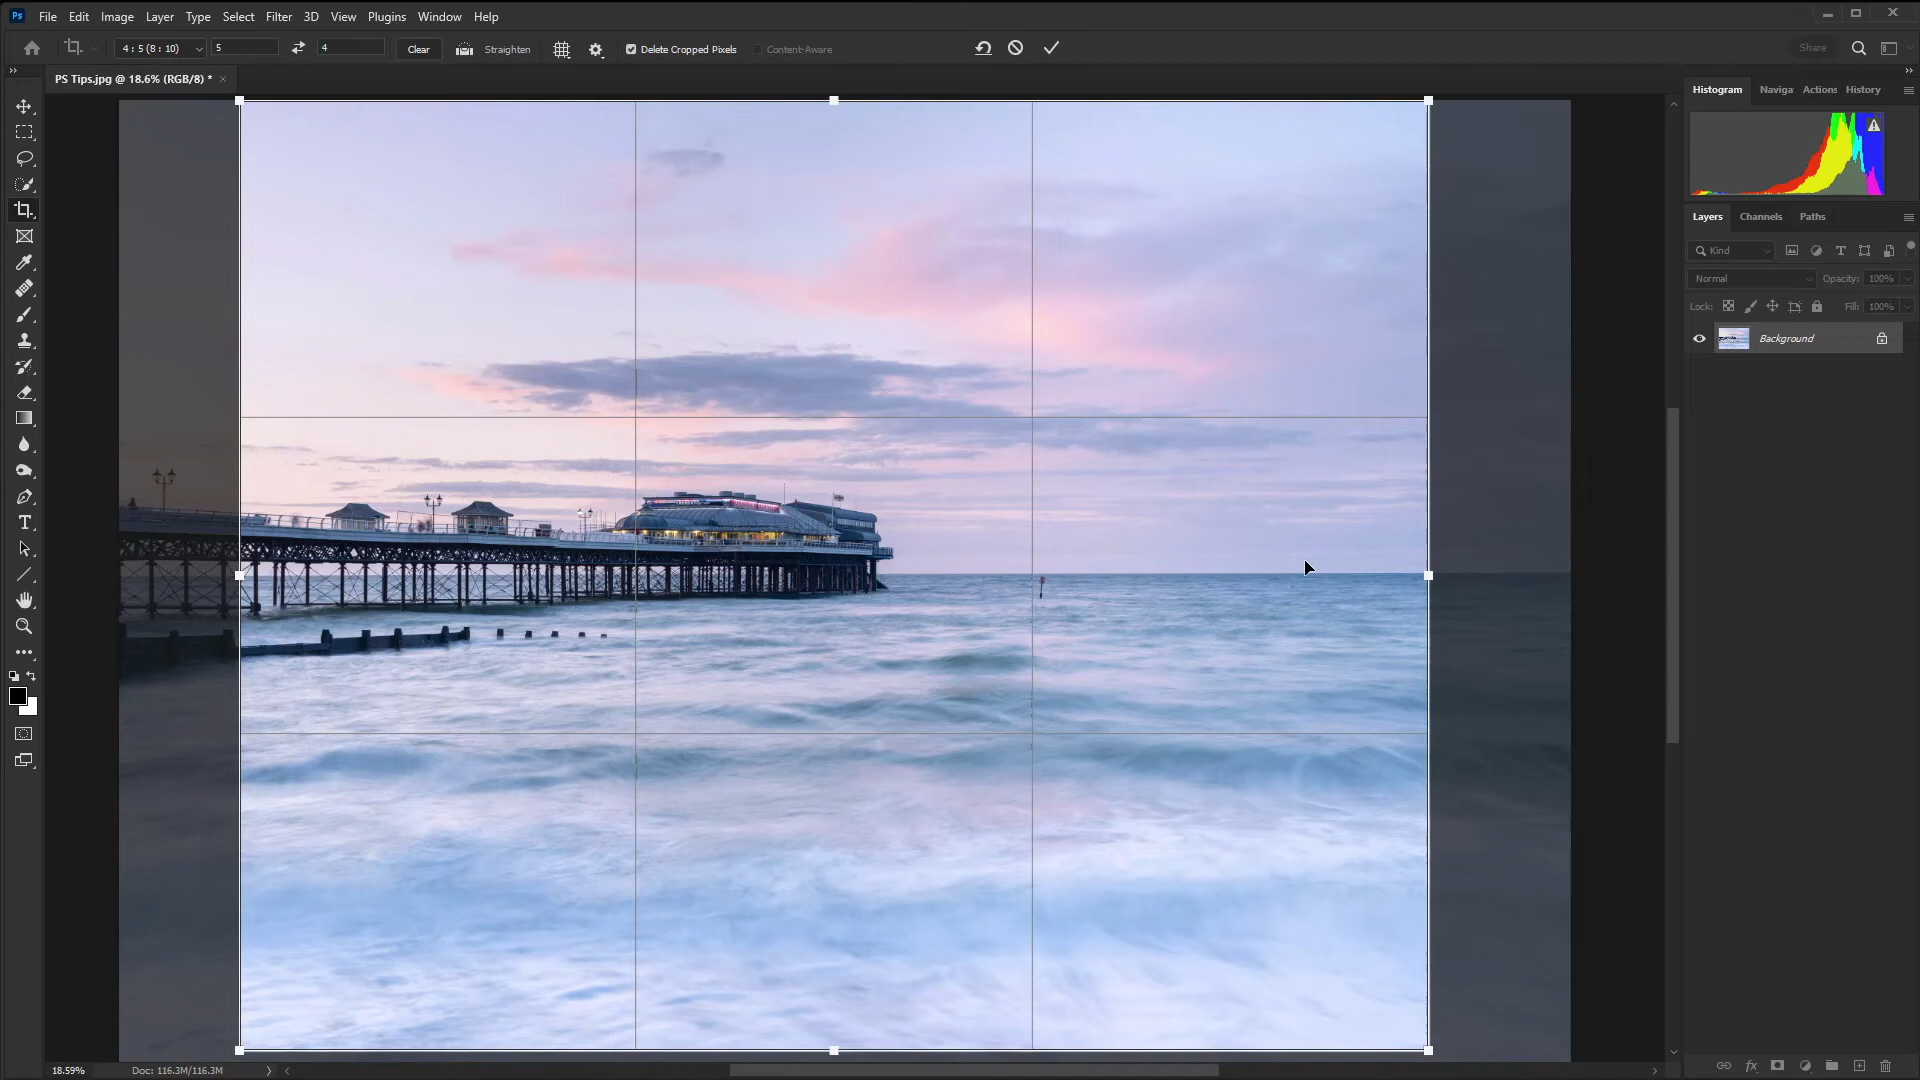 Ps File Edit Image Layer Type Select Filter 3D View Plugins Window Help
4 : 5 (8 : 10) 5 4 Clear Straighten Delete Cropped Pixels Content-Aware Share
PS Tips.jpg @ 18.6% (RGB/8) * ×
Histogram Naviga Actions History
Layers Channels Paths
Kind
Normal Opacity: 100%
Lock: Fill: 100%
Background
18.59% Doc: 116.3M/116.3M